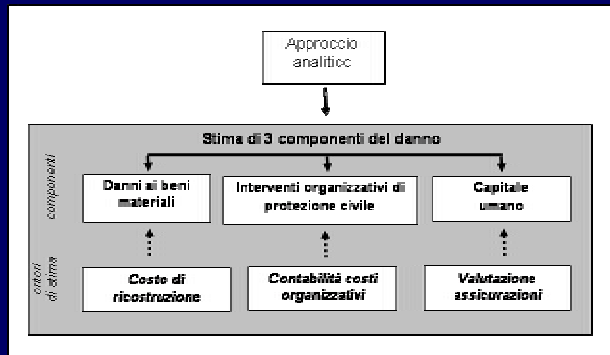 Approccio
analitico
Stima di 3 componenti del danno
componenti
Danni ai beni
materiali
Interventi organizzativi di
protezione civile
Capitale
umano
criteri
di stima
Costo di
ricostruzione
Contabilità costi
organizzativi
Valutazione
assicurazioni